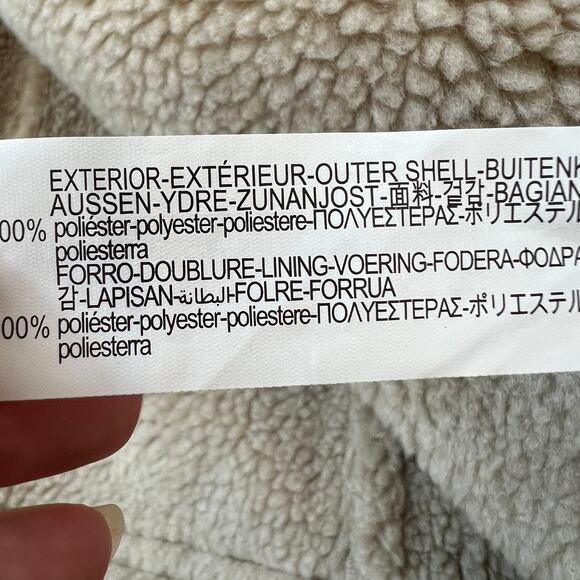 EXTERIOR-EXTÉRIEUR-OUTER SHELL-BUITENK
AUSSEN-YDRE-ZUNANJOST-面料-겉감-BAGIAN
00% poliéster-polyester-poliestere-ΠΟΛΥΕΣΤΕΡΑΣ-ポリエステル
poliesterra
FORRO-DOUBLURE-LINING-VOERING-FODERA-ΦΟΔΡΑ
감-LAPISAN-البطانة-FOLRE-FORRUA
00% poliéster-polyester-poliestere-ΠΟΛΥΕΣΤΕΡΑΣ-ポリエステル
poliesterra